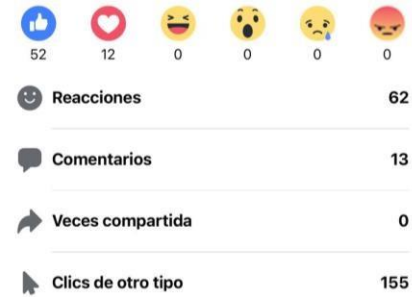 52 12 0 0 0 0
Reacciones 62
Comentarios 13
Veces compartida 0
Clics de otro tipo 155